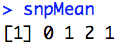 > snpMean
[1] 0 1 2 1